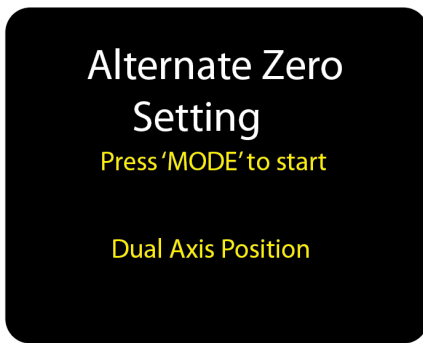 Alternate Zero
Setting
Press 'MODE' to start
Dual Axis Position